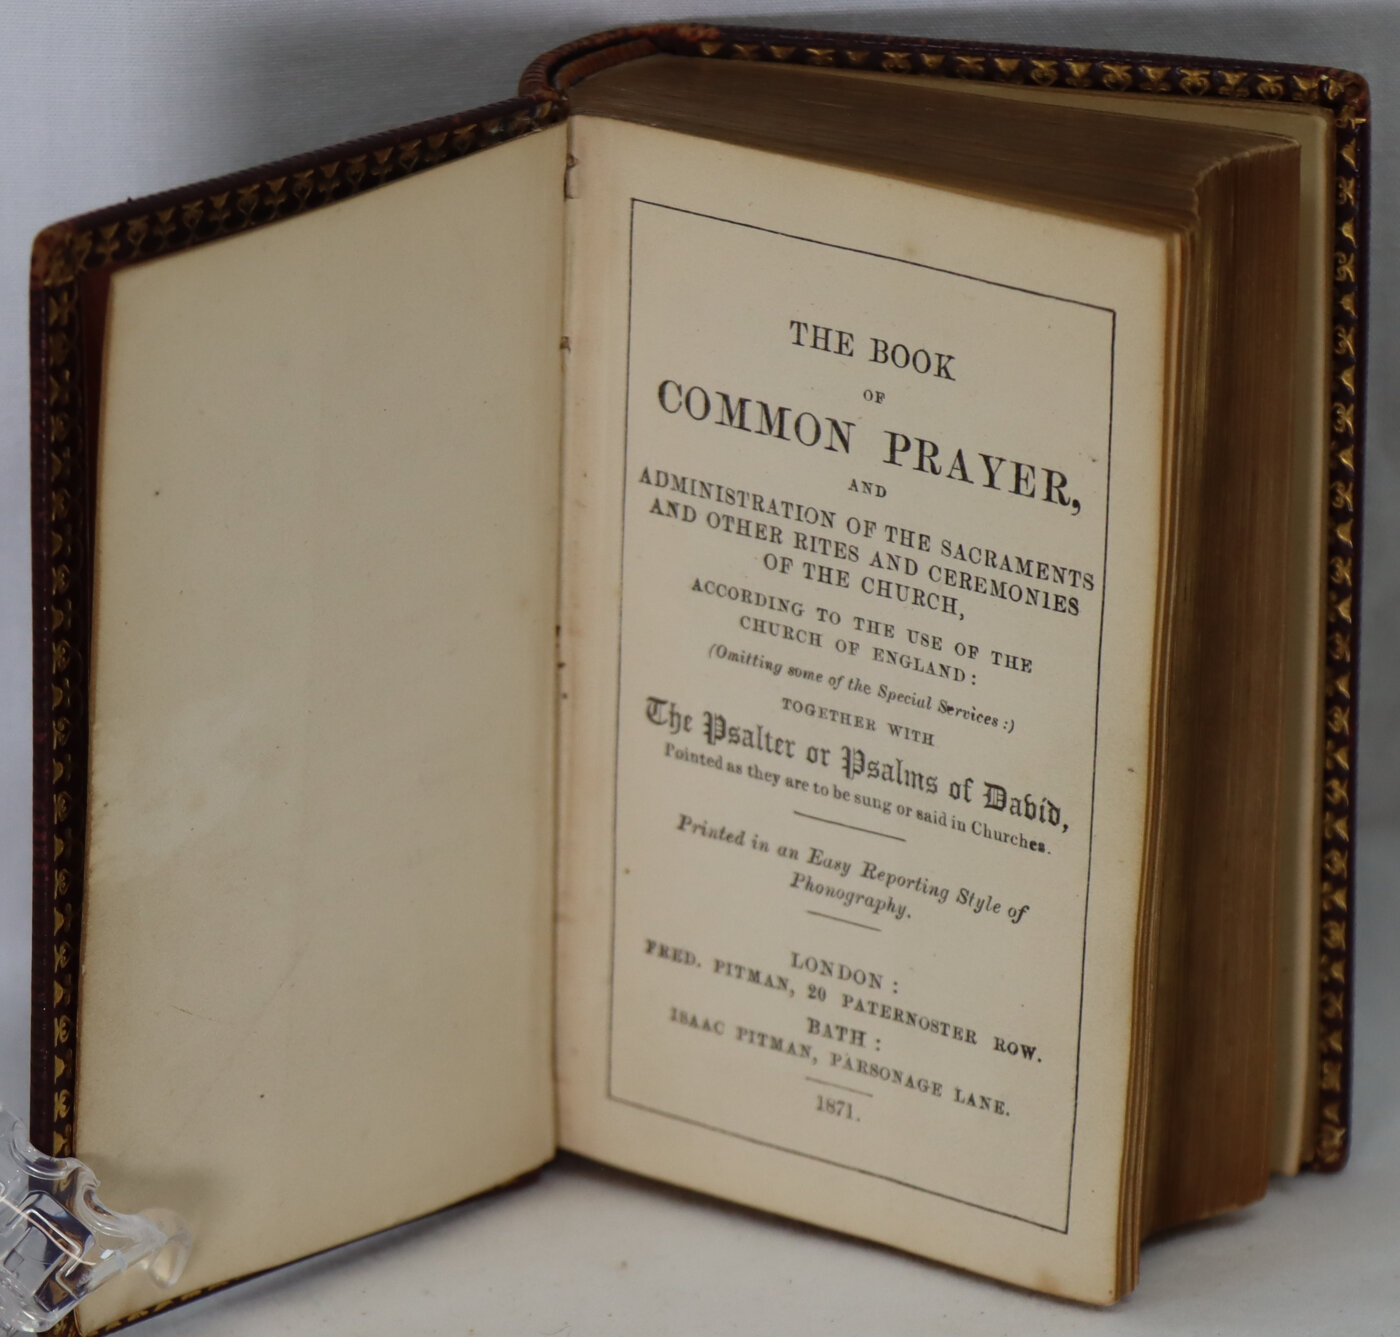 THE BOOK
OF
COMMON PRAYER,
AND
ADMINISTRATION OF THE SACRAMENTS
AND OTHER RITES AND CEREMONIES
OF THE CHURCH,
ACCORDING TO THE USE OF THE
CHURCH OF ENGLAND:
(Omitting some of the Special Services:)
TOGETHER WITH
The Psalter or Psalms of David,
Pointed as they are to be sung or said in Churches.
Printed in an Easy Reporting Style of
Phonography.
LONDON:
FRED. PITMAN, 20 PATERNOSTER ROW.
BATH:
ISAAC PITMAN, PARSONAGE LANE.
1871.